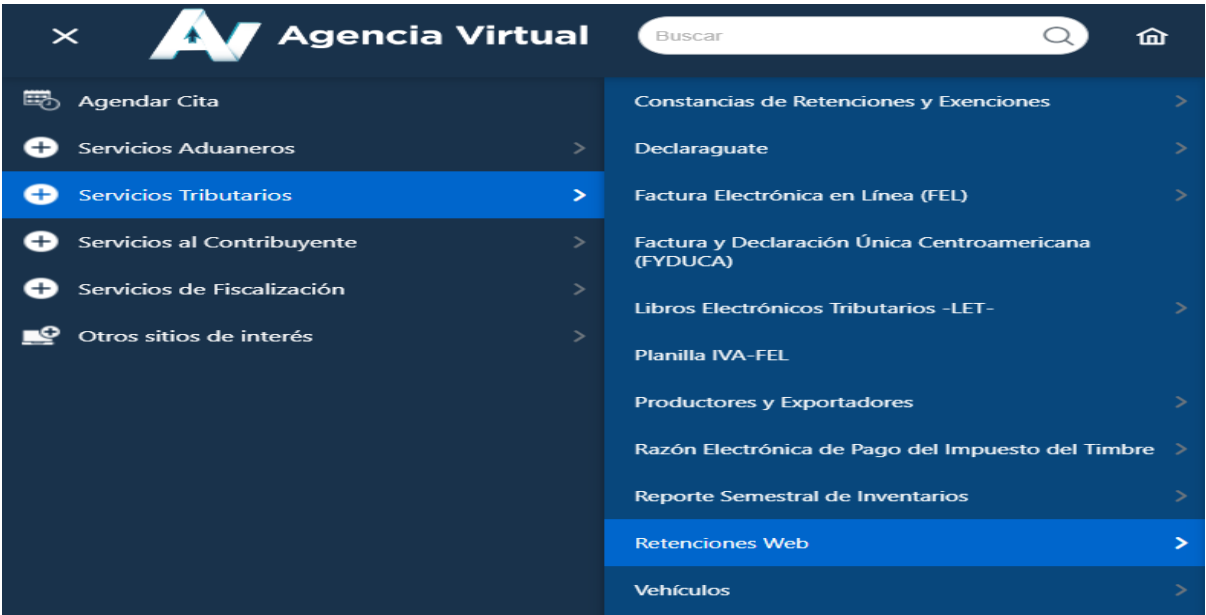 Agencia Virtual
Buscar
Agendar Cita
Servicios Aduaneros
Servicios Tributarios
Servicios al Contribuyente
Servicios de Fiscalización
Otros sitios de interés
Constancias de Retenciones y Exenciones
Declaraguate
Factura Electrónica en Línea (FEL)
Factura y Declaración Única Centroamericana
(FYDUCA)
Libros Electrónicos Tributarios -LET-
Planilla IVA-FEL
Productores y Exportadores
Razón Electrónica de Pago del Impuesto del Timbre
Reporte Semestral de Inventarios
Retenciones Web
Vehículos